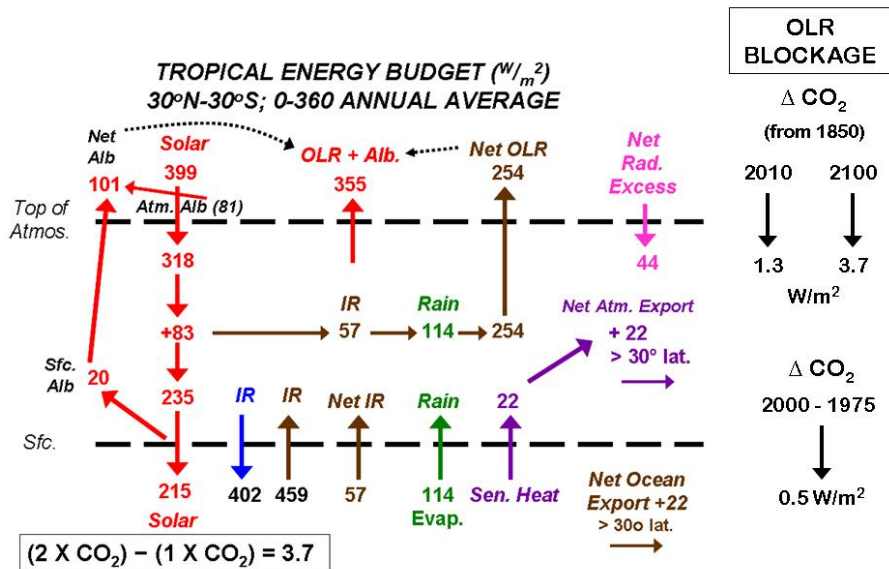 TROPICAL ENERGY BUDGET (W/m²)
30ºN-30ºS; 0-360 ANNUAL AVERAGE
Net
Alb
101
Solar
399
Atm. Alb (81)
OLR + Alb.
355
Net OLR
254
Net
Rad.
Excess
44
Top of
Atmos.
318
+83
IR
57
Rain
114
254
Net Atm. Export
+ 22
> 30° lat.
Sfc.
Alb
20
235
IR
IR
Net IR
Rain
22
Sfc.
215
Solar
402
459
57
114
Evap.
Sen. Heat
Net Ocean
Export +22
> 30o lat.
(2 X CO₂) – (1 X CO₂) = 3.7
OLR
BLOCKAGE
Δ CO₂
(from 1850)
2010 2100
1.3 3.7
W/m²
Δ CO₂
2000 - 1975
0.5 W/m²